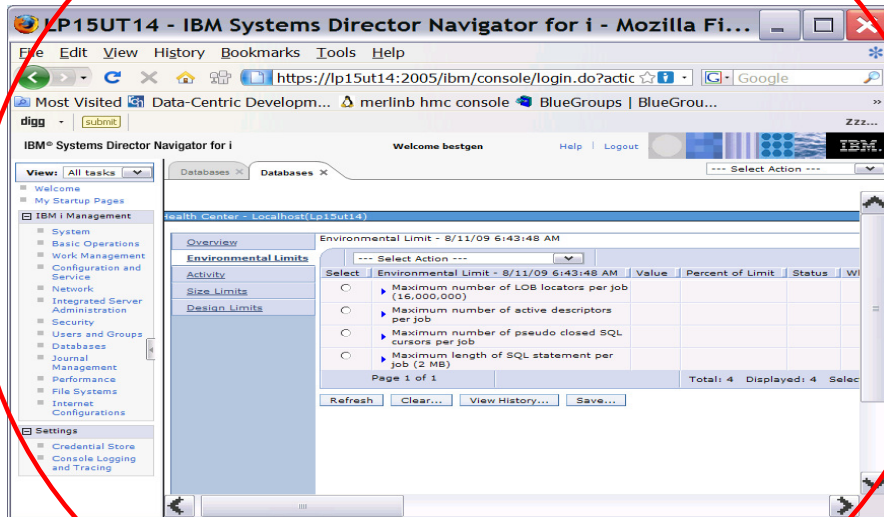 LP15UT14 - IBM Systems Director Navigator for i - Mozilla Fi...
File Edit View History Bookmarks Tools Help
https://lp15ut14:2005/ibm/console/login.do?actic
Google
Most Visited Data-Centric Developm... merlinb hmc console BlueGroups | BlueGrou... »
digg - submit Zzz...
IBM® Systems Director Navigator for i Welcome bestgen Help | Logout IBM.
View: All tasks
Databases × Databases ×
--- Select Action ---
Welcome
My Startup Pages
IBM i Management
System
Basic Operations
Work Management
Configuration and
Service
Network
Integrated Server
Administration
Security
Users and Groups
Databases
Journal
Management
Performance
File Systems
Internet
Configurations
Settings
Credential Store
Console Logging
and Tracing
Health Center - Localhost(Lp15ut14)
Overview
Environmental Limits
Activity
Size Limits
Design Limits
Environmental Limit - 8/11/09 6:43:48 AM
--- Select Action ---
Select Environmental Limit - 8/11/09 6:43:48 AM Value Percent of Limit Status Wh
Maximum number of LOB locators per job
(16,000,000)
Maximum number of active descriptors
per job
Maximum number of pseudo closed SQL
cursors per job
Maximum length of SQL statement per
job (2 MB)
Page 1 of 1 Total: 4 Displayed: 4 Selec
Refresh Clear... View History... Save...